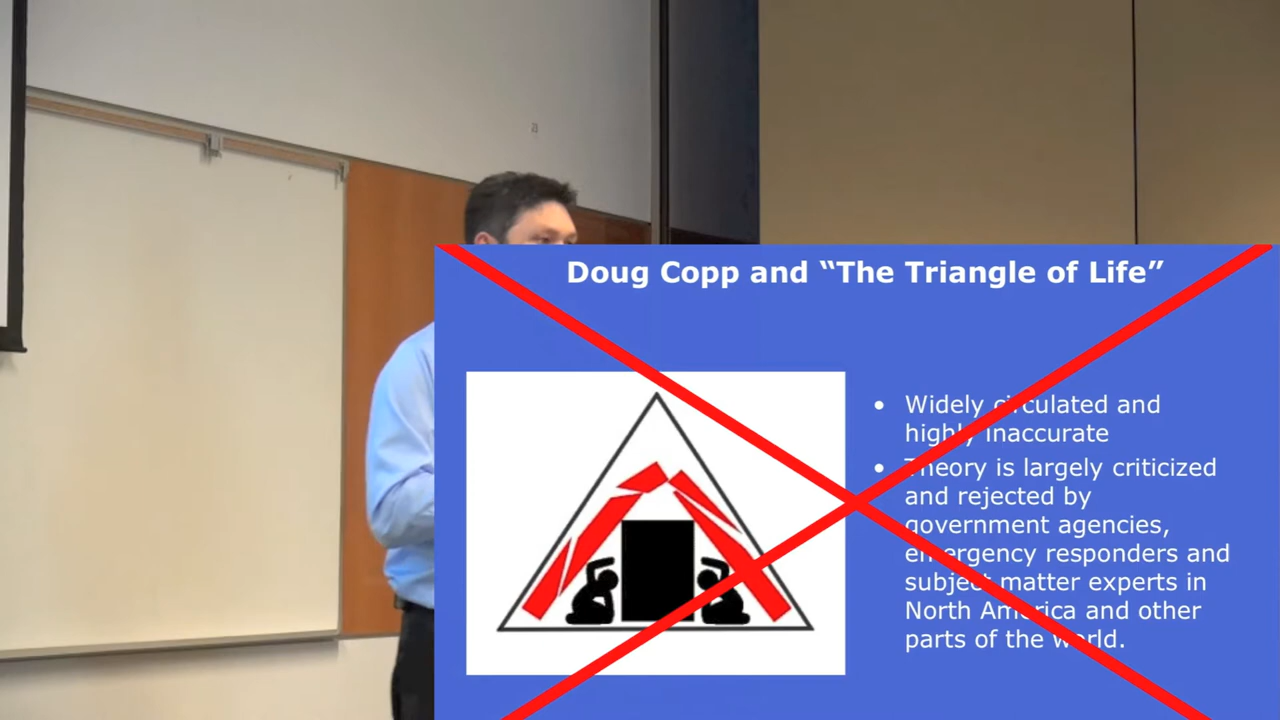 Doug Copp and “The Triangle of Life”
• Widely circulated and
highly inaccurate
• Theory is largely criticized
and rejected by
government agencies,
emergency responders and
subject matter experts in
North America and other
parts of the world.